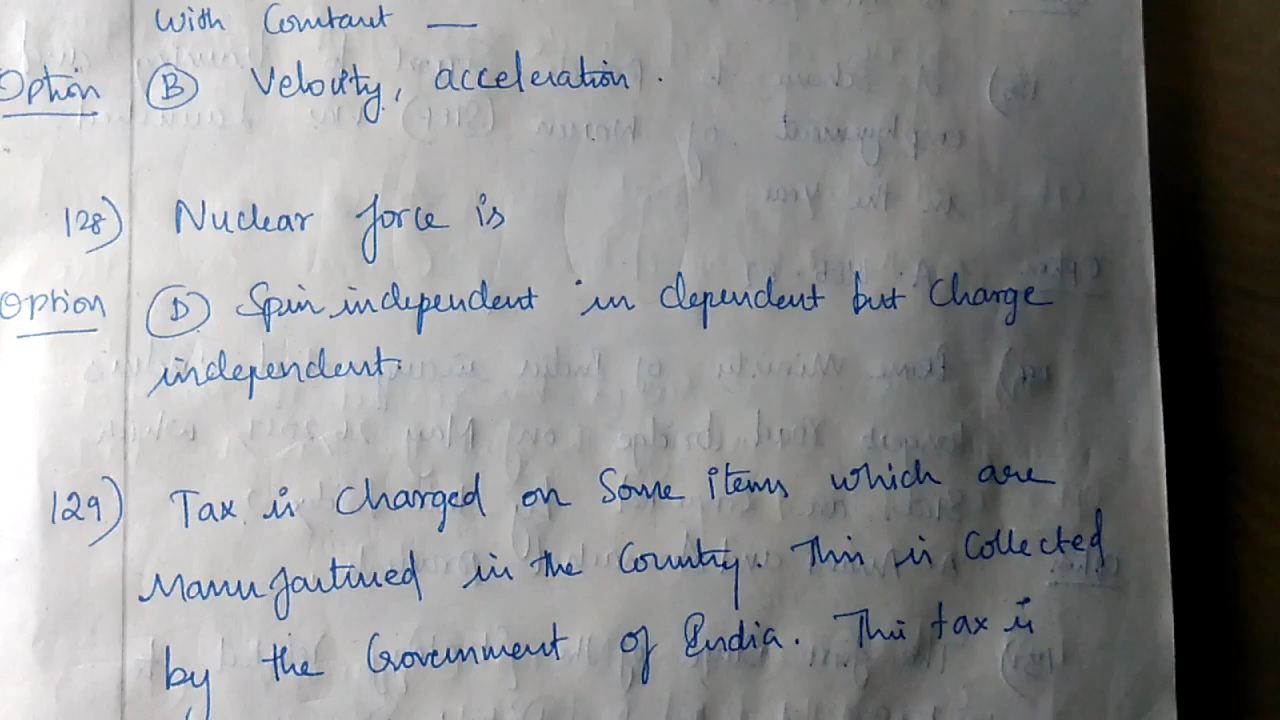 with Constant —
Option (B) Velocity, acceleration.
128) Nuclear force is
Option (D) Spin independent in dependent but Charge
independent.
129) Tax is Charged on Some items which are
Manufactured in the Country. This is Collected
by the Government of India. This tax is